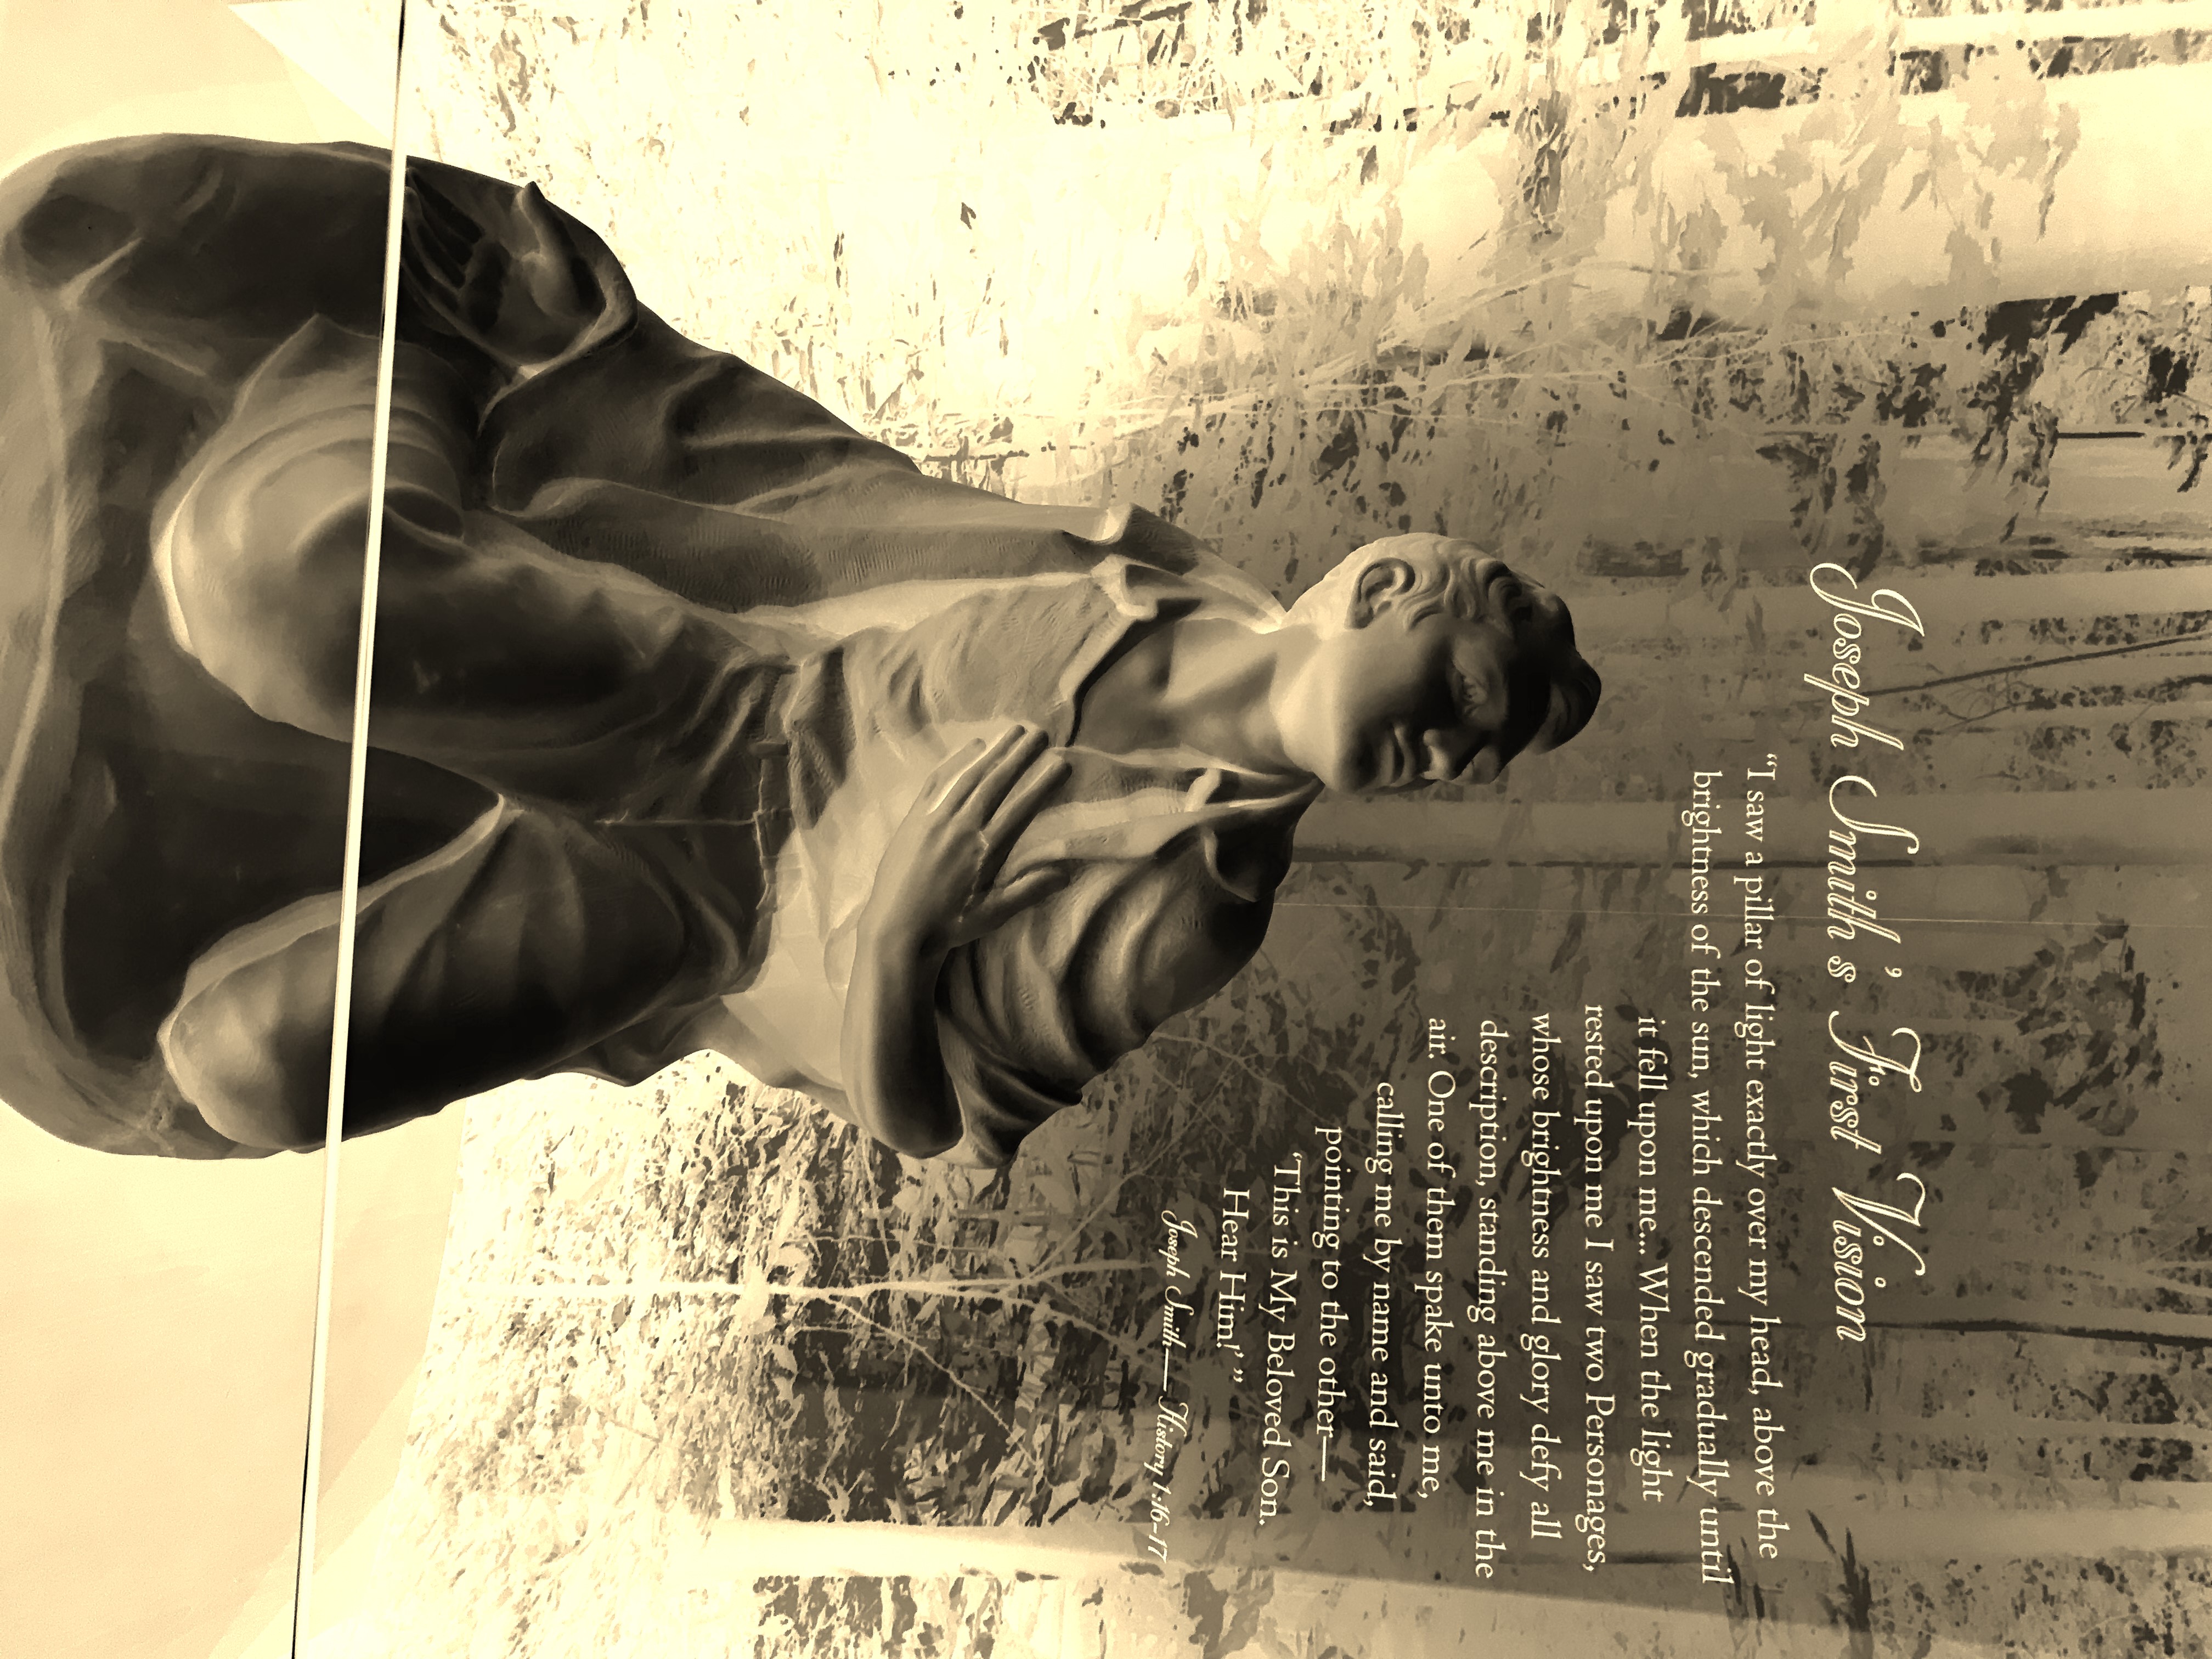 Joseph Smith's The First Vision
"I saw a pillar of light exactly over my head, above the
brightness of the sun, which descended gradually until
it fell upon me... When the light
rested upon me I saw two Personages,
whose brightness and glory defy all
description, standing above me in the
air. One of them spake unto me,
calling me by name and said,
pointing to the other—
'This is My Beloved Son.
Hear Him!' "
Joseph Smith—History 1:16-17